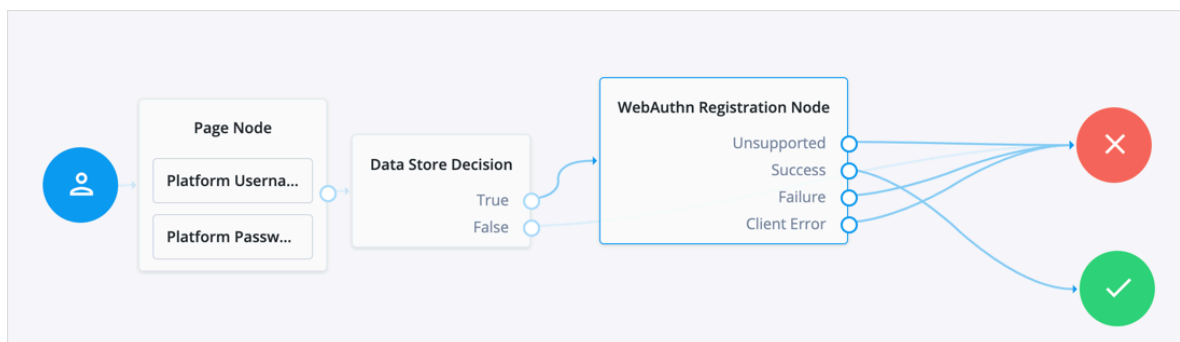 Page Node
Platform Userna...
Platform Passw...
Data Store Decision
True
False
WebAuthn Registration Node
Unsupported
Success
Failure
Client Error